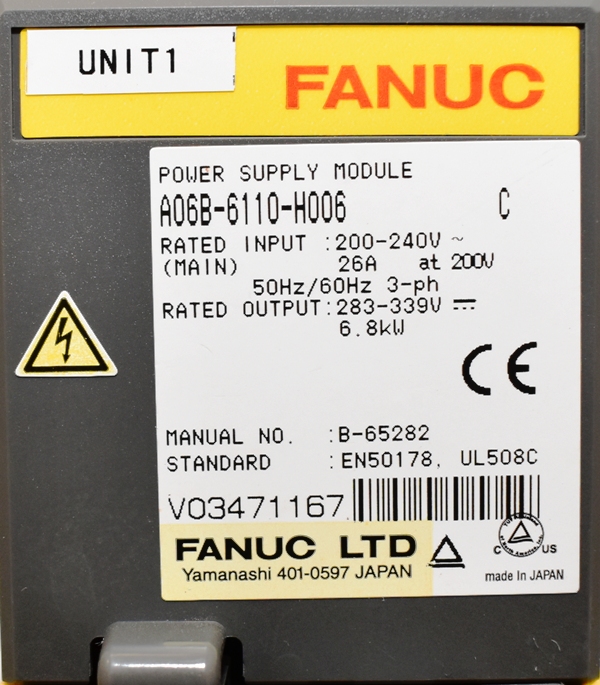 UNIT1
FANUC
POWER SUPPLY MODULE
A06B-6110-H006 C
RATED INPUT :200-240V ~
(MAIN) 26A at 200V
50Hz/60Hz 3-ph
RATED OUTPUT:283-339V ⎓
6.8kW
CE
MANUAL NO. :B-65282
STANDARD :EN50178, UL508C
V03471167
FANUC LTD
Yamanashi 401-0597 JAPAN
C US
made in JAPAN